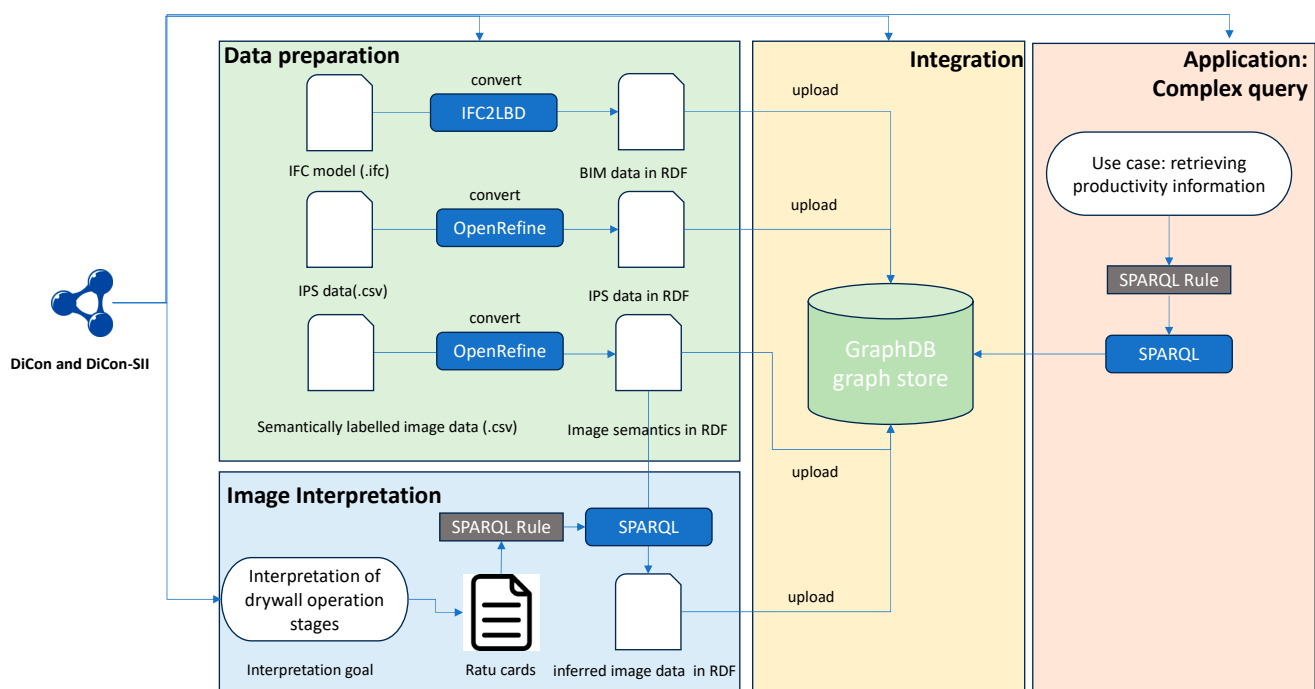 Data preparation
convert
IFC2LBD
IFC model (.ifc)
BIM data in RDF
convert
OpenRefine
IPS data(.csv)
IPS data in RDF
convert
OpenRefine
Semantically labelled image data (.csv)
Image semantics in RDF
DiCon and DiCon-SII
Image Interpretation
SPARQL Rule
SPARQL
Interpretation of
drywall operation
stages
Interpretation goal
Ratu cards
inferred image data in RDF
Integration
upload
upload
GraphDB
graph store
upload
upload
Application:
Complex query
Use case: retrieving
productivity information
SPARQL Rule
SPARQL